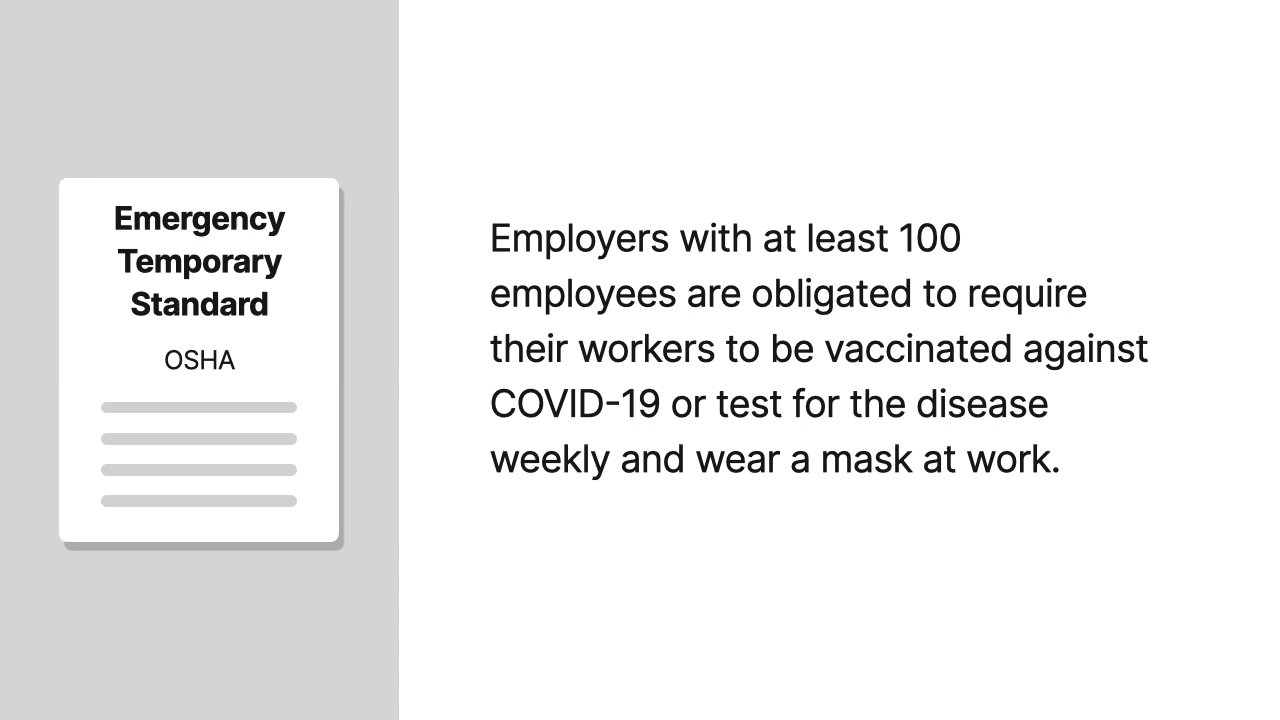 Emergency
Temporary
Standard
OSHA
Employers with at least 100
employees are obligated to require
their workers to be vaccinated against
COVID-19 or test for the disease
weekly and wear a mask at work.